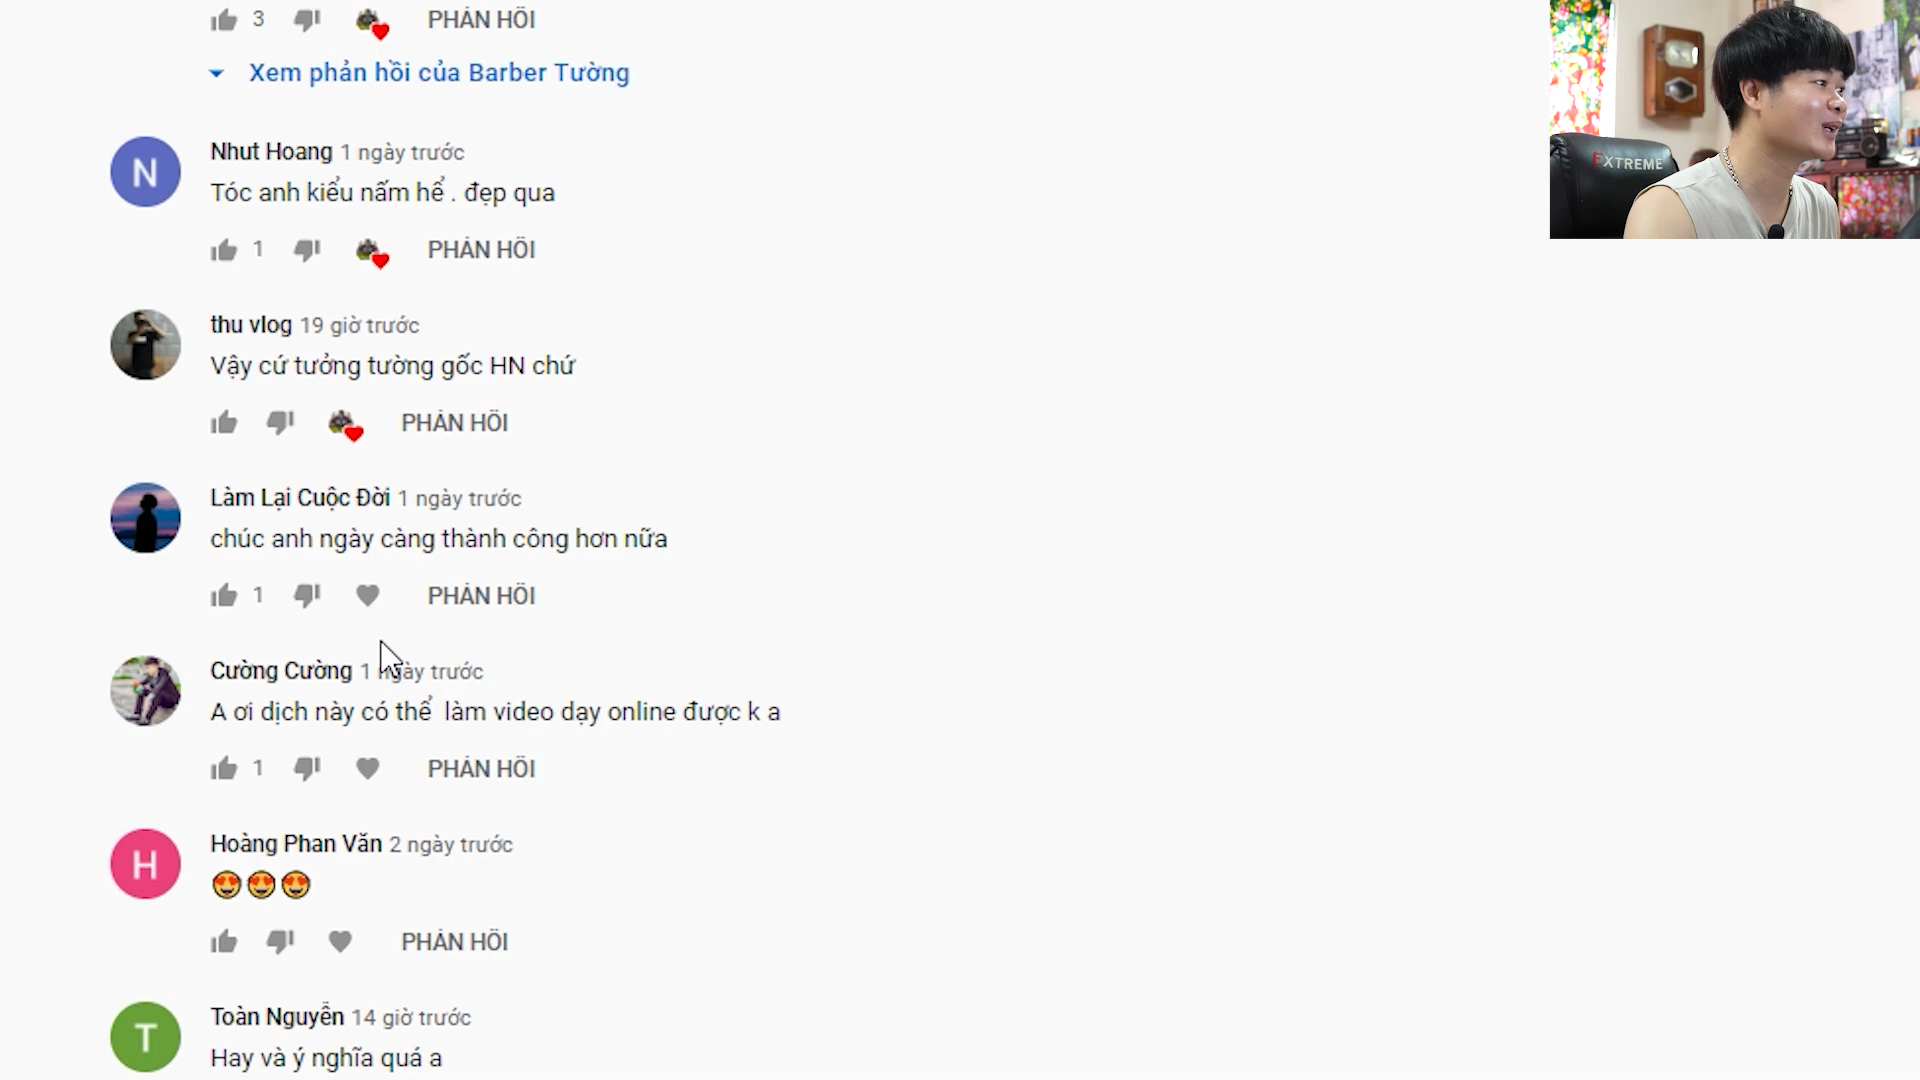 3 PHẢN HỒI
Xem phản hồi của Barber Tường
Nhut Hoang 1 ngày trước
Tóc anh kiểu nấm hể . đẹp qua
1 PHẢN HỒI
thu vlog 19 giờ trước
Vậy cứ tưởng tường gốc HN chứ
PHẢN HỒI
Làm Lại Cuộc Đời 1 ngày trước
chúc anh ngày càng thành công hơn nữa
1 PHẢN HỒI
Cường Cường 1 ngày trước
A ơi dịch này có thể làm video dạy online được k a
1 PHẢN HỒI
Hoàng Phan Văn 2 ngày trước
😍😍😍
PHẢN HỒI
Toàn Nguyễn 14 giờ trước
Hay và ý nghĩa quá a
N
H
T
EXTREME